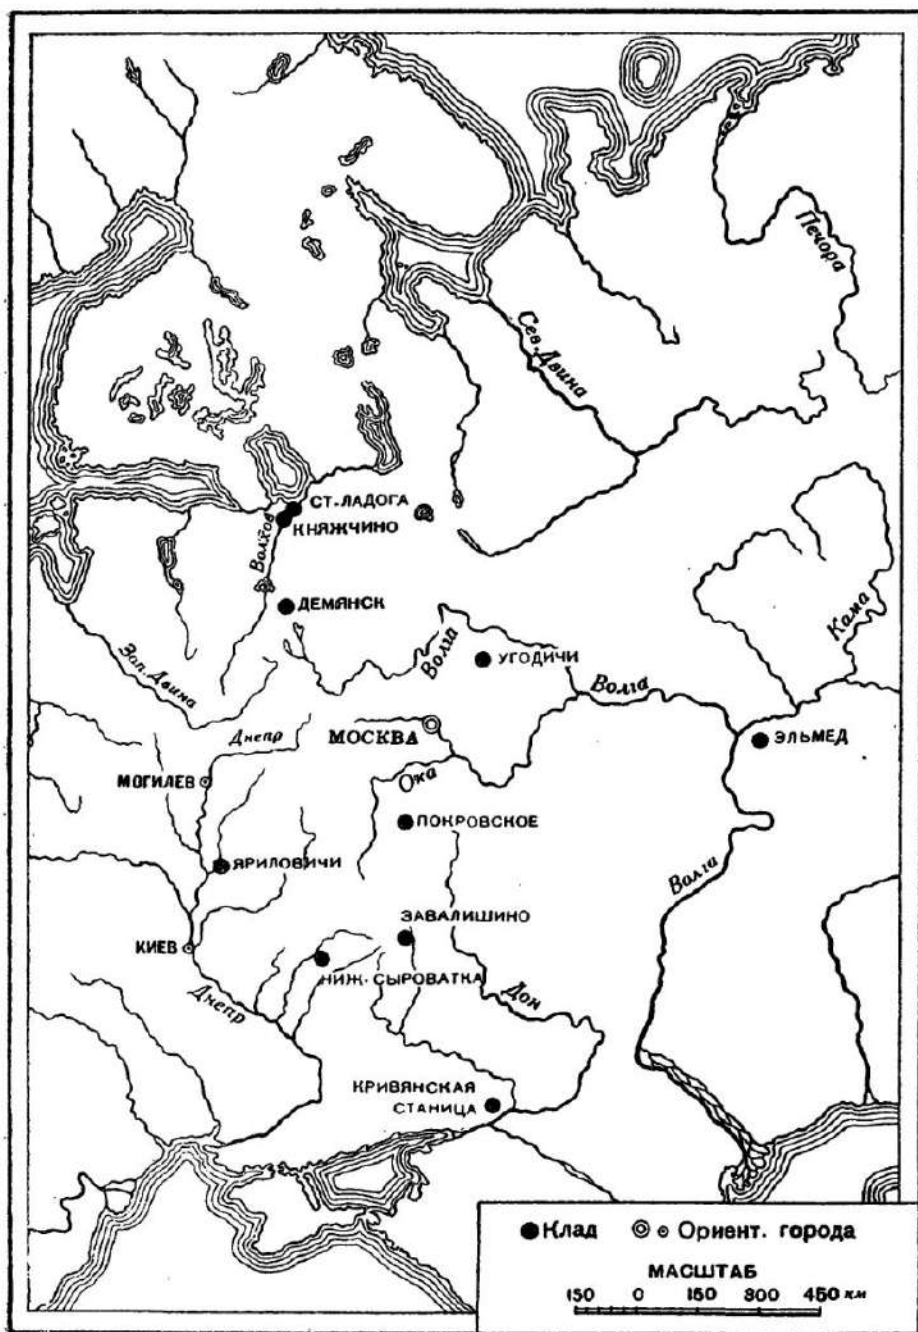 Печора
Сев. Двина
СТ. ЛАДОГА
КНЯЖЧИНО
Волхов
ДЕМЯНСК
Кама
Волга
УГОДИЧИ
Зап. Двина
Волга
Днепр
МОСКВА
ЭЛЬМЕД
МОГИЛЕВ
Ока
ПОКРОВСКОЕ
ЯРИЛОВИЧИ
Волга
ЗАВАЛИШИНО
КИЕВ
НИЖ. СЫРОВАТКА
Днепр
Дон
КРИВЯНСКАЯ
СТАНИЦА
Клад
Ориент. города
МАСШТАБ
150 0 150 300 450 км